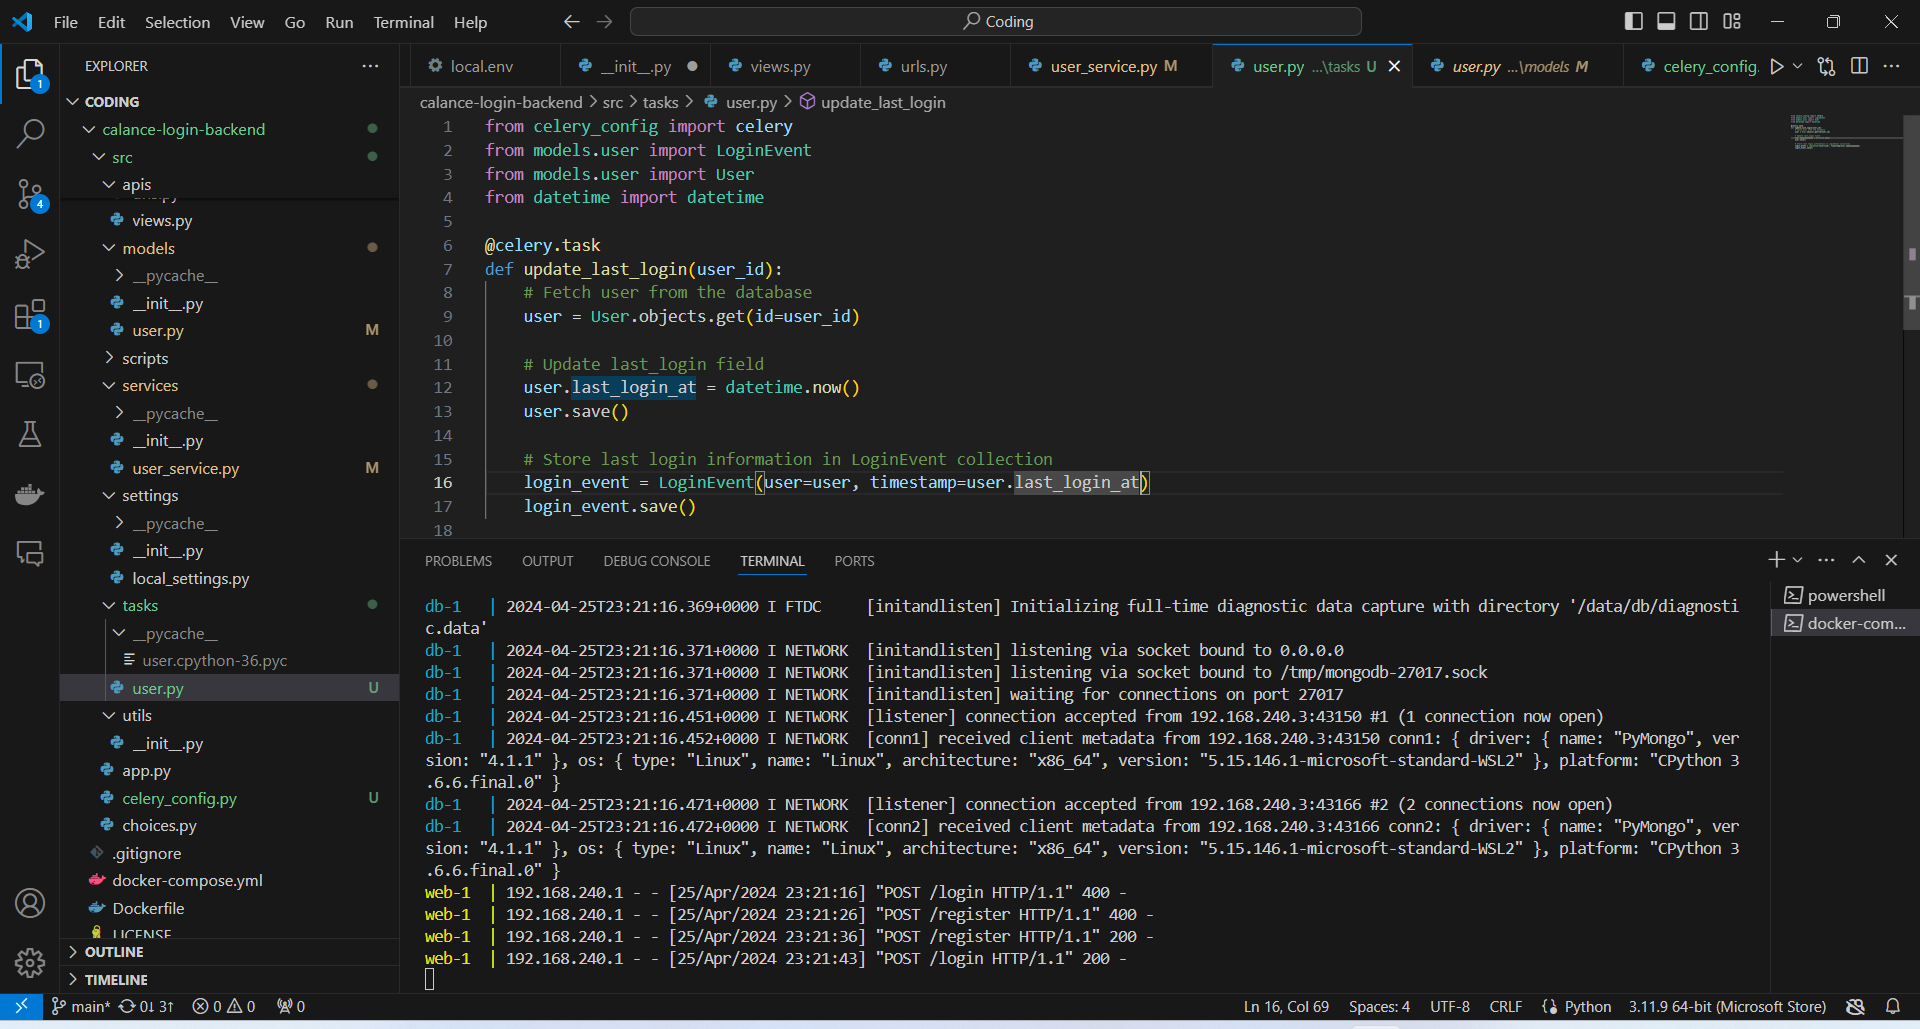 File Edit Selection View Go Run Terminal Help
Coding
EXPLORER
CODING
calance-login-backend
src
apis
views.py
models
__pycache__
__init__.py
user.py M
scripts
services
__pycache__
__init__.py
user_service.py M
settings
__pycache__
__init__.py
local_settings.py
tasks
__pycache__
user.cpython-36.pyc
user.py U
utils
__init__.py
app.py
celery_config.py U
choices.py
.gitignore
docker-compose.yml
Dockerfile
LICENSE
OUTLINE
TIMELINE
1
4
1
local.env __init__.py views.py urls.py user_service.py M user.py ...\tasks U user.py ...\models M celery_config.
calance-login-backend > src > tasks > user.py > update_last_login
1 from celery_config import celery
2 from models.user import LoginEvent
3 from models.user import User
4 from datetime import datetime
5
6 @celery.task
7 def update_last_login(user_id):
8 # Fetch user from the database
9 user = User.objects.get(id=user_id)
10
11 # Update last_login field
12 user.last_login_at = datetime.now()
13 user.save()
14
15 # Store last login information in LoginEvent collection
16 login_event = LoginEvent(user=user, timestamp=user.last_login_at)
17 login_event.save()
18
PROBLEMS OUTPUT DEBUG CONSOLE TERMINAL PORTS
powershell
docker-com...
db-1 | 2024-04-25T23:21:16.369+0000 I FTDC [initandlisten] Initializing full-time diagnostic data capture with directory '/data/db/diagnosti
c.data'
db-1 | 2024-04-25T23:21:16.371+0000 I NETWORK [initandlisten] listening via socket bound to 0.0.0.0
db-1 | 2024-04-25T23:21:16.371+0000 I NETWORK [initandlisten] listening via socket bound to /tmp/mongodb-27017.sock
db-1 | 2024-04-25T23:21:16.371+0000 I NETWORK [initandlisten] waiting for connections on port 27017
db-1 | 2024-04-25T23:21:16.451+0000 I NETWORK [listener] connection accepted from 192.168.240.3:43150 #1 (1 connection now open)
db-1 | 2024-04-25T23:21:16.452+0000 I NETWORK [conn1] received client metadata from 192.168.240.3:43150 conn1: { driver: { name: "PyMongo", ver
sion: "4.1.1" }, os: { type: "Linux", name: "Linux", architecture: "x86_64", version: "5.15.146.1-microsoft-standard-WSL2" }, platform: "CPython 3
.6.6.final.0" }
db-1 | 2024-04-25T23:21:16.471+0000 I NETWORK [listener] connection accepted from 192.168.240.3:43166 #2 (2 connections now open)
db-1 | 2024-04-25T23:21:16.472+0000 I NETWORK [conn2] received client metadata from 192.168.240.3:43166 conn2: { driver: { name: "PyMongo", ver
sion: "4.1.1" }, os: { type: "Linux", name: "Linux", architecture: "x86_64", version: "5.15.146.1-microsoft-standard-WSL2" }, platform: "CPython 3
.6.6.final.0" }
web-1 | 192.168.240.1 - - [25/Apr/2024 23:21:16] "POST /login HTTP/1.1" 400 -
web-1 | 192.168.240.1 - - [25/Apr/2024 23:21:26] "POST /register HTTP/1.1" 400 -
web-1 | 192.168.240.1 - - [25/Apr/2024 23:21:36] "POST /register HTTP/1.1" 200 -
web-1 | 192.168.240.1 - - [25/Apr/2024 23:21:43] "POST /login HTTP/1.1" 200 -
main* 0↓ 3↑ 0 0 0 Ln 16, Col 69 Spaces: 4 UTF-8 CRLF Python 3.11.9 64-bit (Microsoft Store)